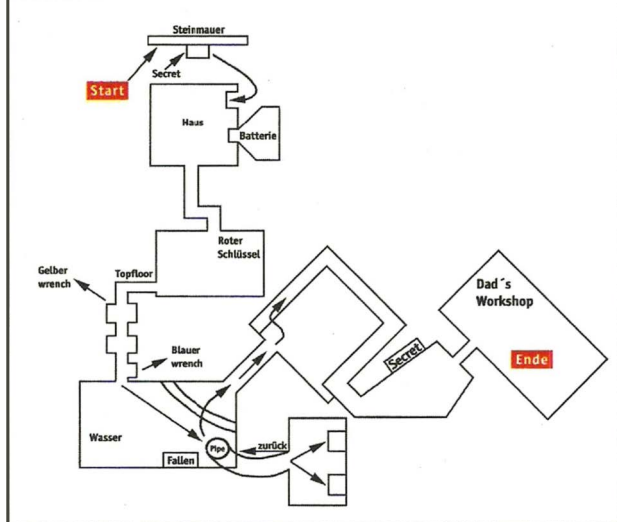 Steinmauer
Secret
Start
Haus
Batterie
Roter
Schlüssel
Gelber
wrench
Topfloor
Dad´s
Workshop
Blauer
wrench
Secret
Ende
Wasser
Pipe
zurück
Fallen